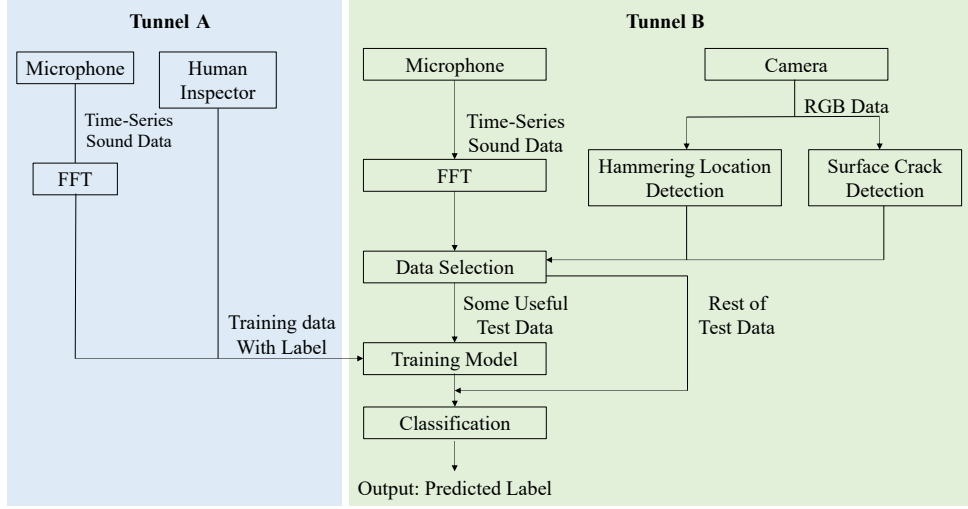 Tunnel A
Microphone
Human
Inspector
Time-Series
Sound Data
FFT
Training data
With Label
Tunnel B
Microphone
Camera
RGB Data
Time-Series
Sound Data
Hammering Location
Detection
Surface Crack
Detection
FFT
Data Selection
Some Useful
Test Data
Rest of
Test Data
Training Model
Classification
Output: Predicted Label